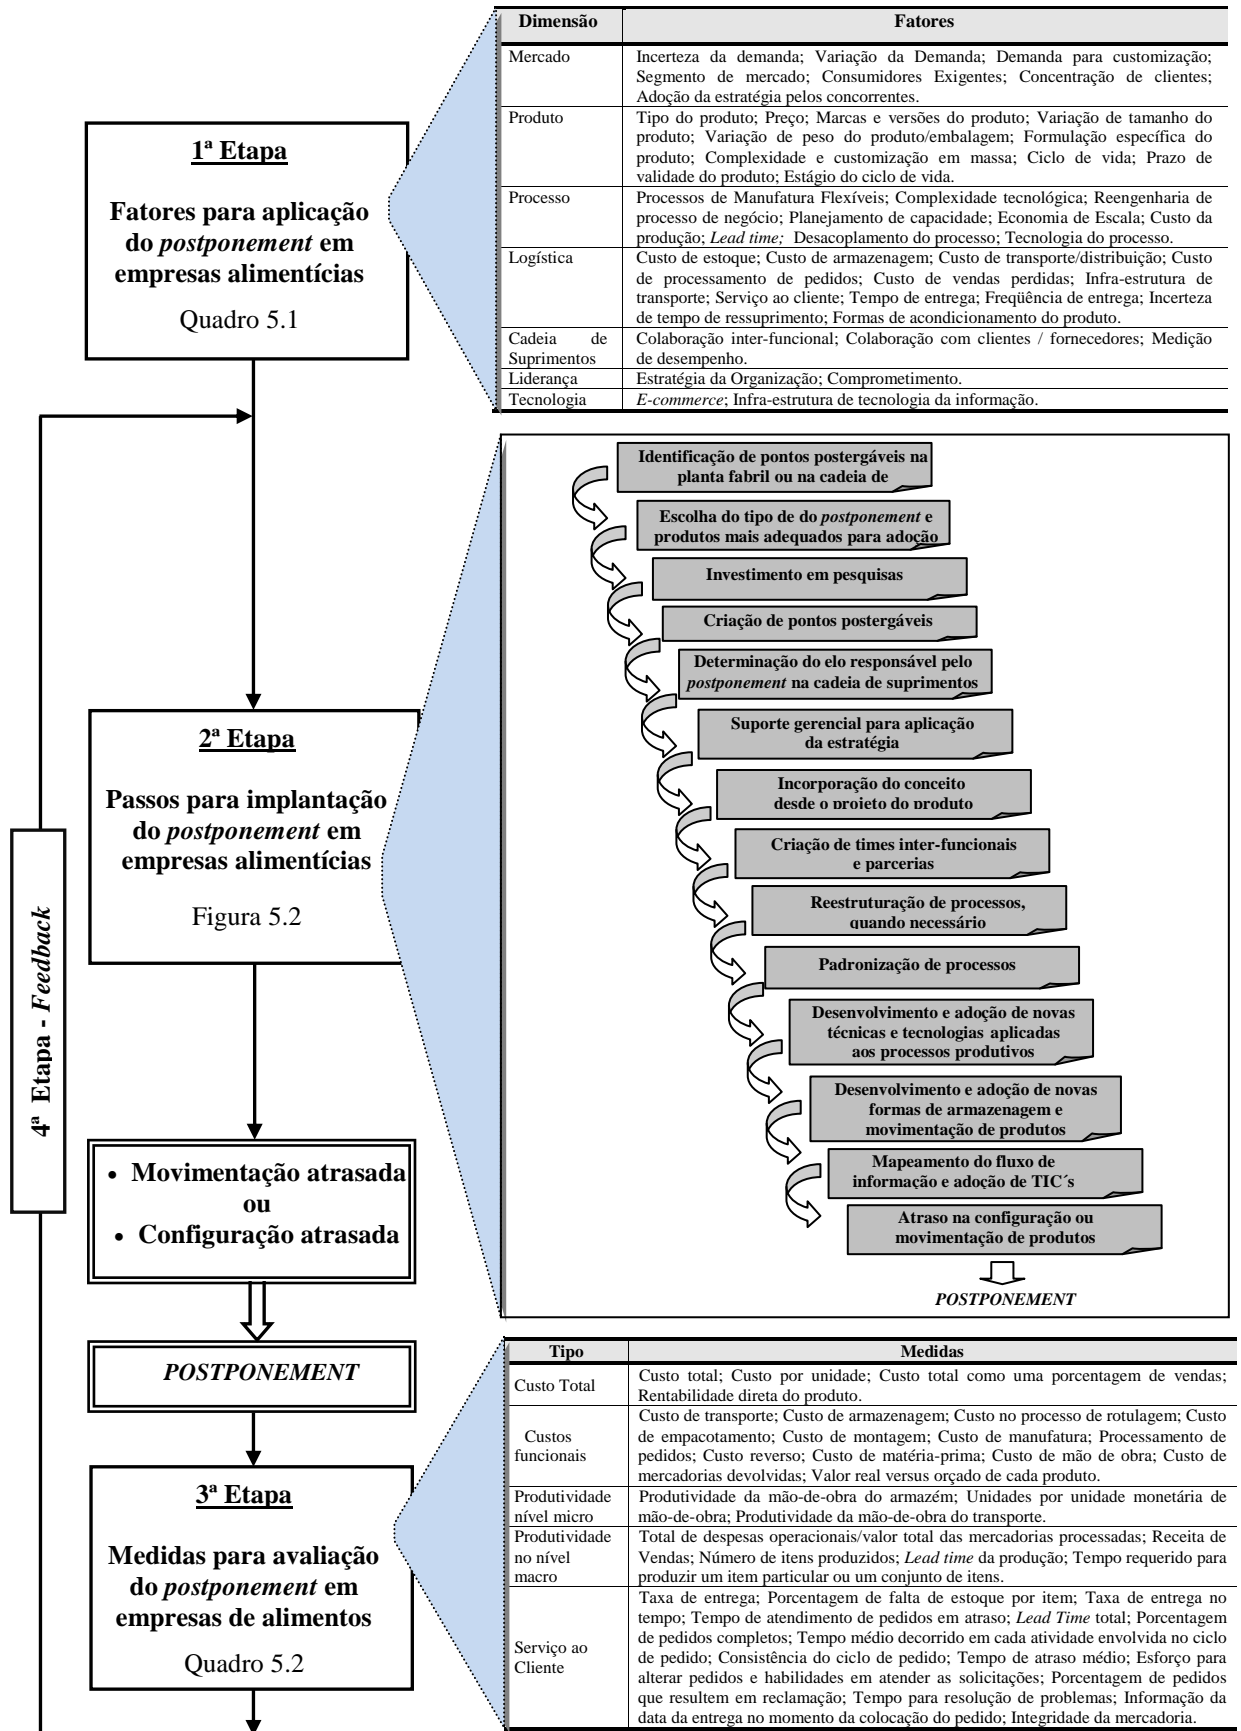 1ª Etapa
Fatores para aplicação
do postponement em
empresas alimentícias
Quadro 5.1
Dimensão Fatores
Mercado Incerteza da demanda; Variação da Demanda; Demanda para customização;
Segmento de mercado; Consumidores Exigentes; Concentração de clientes;
Adoção da estratégia pelos concorrentes.
Produto Tipo do produto; Preço; Marcas e versões do produto; Variação de tamanho do
produto; Variação de peso do produto/embalagem; Formulação específica do
produto; Complexidade e customização em massa; Ciclo de vida; Prazo de
validade do produto; Estágio do ciclo de vida.
Processo Processos de Manufatura Flexíveis; Complexidade tecnológica; Reengenharia de
processo de negócio; Planejamento de capacidade; Economia de Escala; Custo da
produção; Lead time; Desacoplamento do processo; Tecnologia do processo.
Logística Custo de estoque; Custo de armazenagem; Custo de transporte/distribuição; Custo
de processamento de pedidos; Custo de vendas perdidas; Infra-estrutura de
transporte; Serviço ao cliente; Tempo de entrega; Freqüência de entrega; Incerteza
de tempo de ressuprimento; Formas de acondicionamento do produto.
Cadeia de Colaboração inter-funcional; Colaboração com clientes / fornecedores; Medição
Suprimentos de desempenho.
Liderança Estratégia da Organização; Comprometimento.
Tecnologia E-commerce; Infra-estrutura de tecnologia da informação.
2ª Etapa
Passos para implantação
do postponement em
empresas alimentícias
Figura 5.2
Identificação de pontos postergáveis na
planta fabril ou na cadeia de
Escolha do tipo de do postponement e
produtos mais adequados para adoção
Investimento em pesquisas
Criação de pontos postergáveis
Determinação do elo responsável pelo
postponement na cadeia de suprimentos
Suporte gerencial para aplicação
da estratégia
Incorporação do conceito
desde o projeto do produto
Criação de times inter-funcionais
e parcerias
Reestruturação de processos,
quando necessário
Padronização de processos
Desenvolvimento e adoção de novas
técnicas e tecnologias aplicadas
aos processos produtivos
Desenvolvimento e adoção de novas
formas de armazenagem e
movimentação de produtos
Mapeamento do fluxo de
informação e adoção de TIC´s
Atraso na configuração ou
movimentação de produtos
POSTPONEMENT
4ª Etapa - Feedback
• Movimentação atrasada
ou
• Configuração atrasada
POSTPONEMENT
3ª Etapa
Medidas para avaliação
do postponement em
empresas de alimentos
Quadro 5.2
Tipo Medidas
Custo Total Custo total; Custo por unidade; Custo total como uma porcentagem de vendas;
Rentabilidade direta do produto.
Custos funcionais Custo de transporte; Custo de armazenagem; Custo no processo de rotulagem; Custo
de empacotamento; Custo de montagem; Custo de manufatura; Processamento de
pedidos; Custo reverso; Custo de matéria-prima; Custo de mão de obra; Custo de
mercadorias devolvidas; Valor real versus orçado de cada produto.
Produtividade Produtividade da mão-de-obra do armazém; Unidades por unidade monetária de
nível micro mão-de-obra; Produtividade da mão-de-obra do transporte.
Produtividade Total de despesas operacionais/valor total das mercadorias processadas; Receita de
no nível Vendas; Número de itens produzidos; Lead time da produção; Tempo requerido para
macro produzir um item particular ou um conjunto de itens.
Serviço ao Cliente Taxa de entrega; Porcentagem de falta de estoque por item; Taxa de entrega no
tempo; Tempo de atendimento de pedidos em atraso; Lead Time total; Porcentagem
de pedidos completos; Tempo médio decorrido em cada atividade envolvida no ciclo
de pedido; Consistência do ciclo de pedido; Tempo de atraso médio; Esforço para
alterar pedidos e habilidades em atender as solicitações; Porcentagem de pedidos
que resultem em reclamação; Tempo para resolução de problemas; Informação da
data da entrega no momento da colocação do pedido; Integridade da mercadoria.